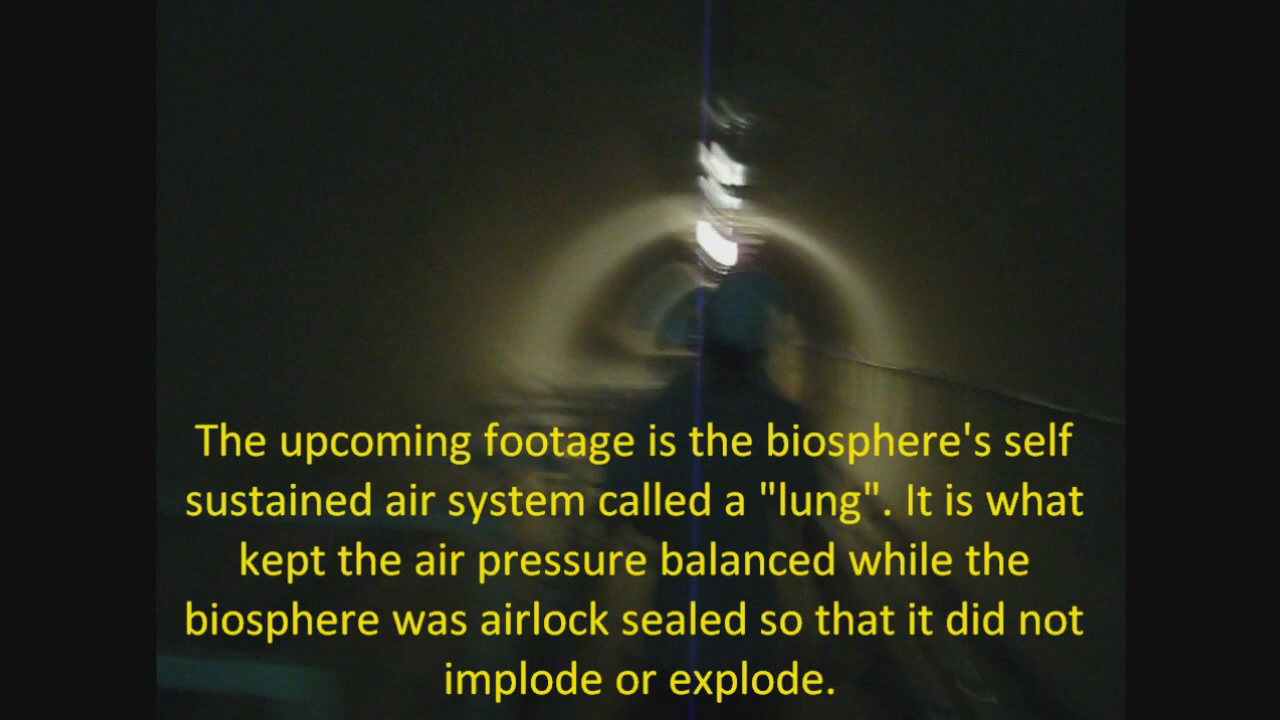 The upcoming footage is the biosphere's self
sustained air system called a "lung". It is what
kept the air pressure balanced while the
biosphere was airlock sealed so that it did not
implode or explode.